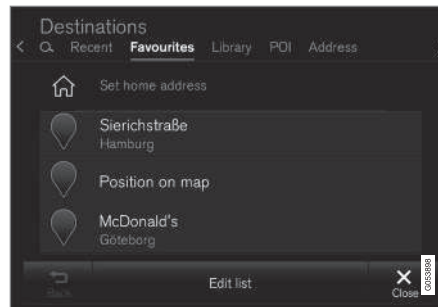 Destinations
Recent Favourites Library POI Address
Set home address
Sierichstraße
Hamburg
Position on map
McDonald's
Göteborg
Back Edit list Close
G053898